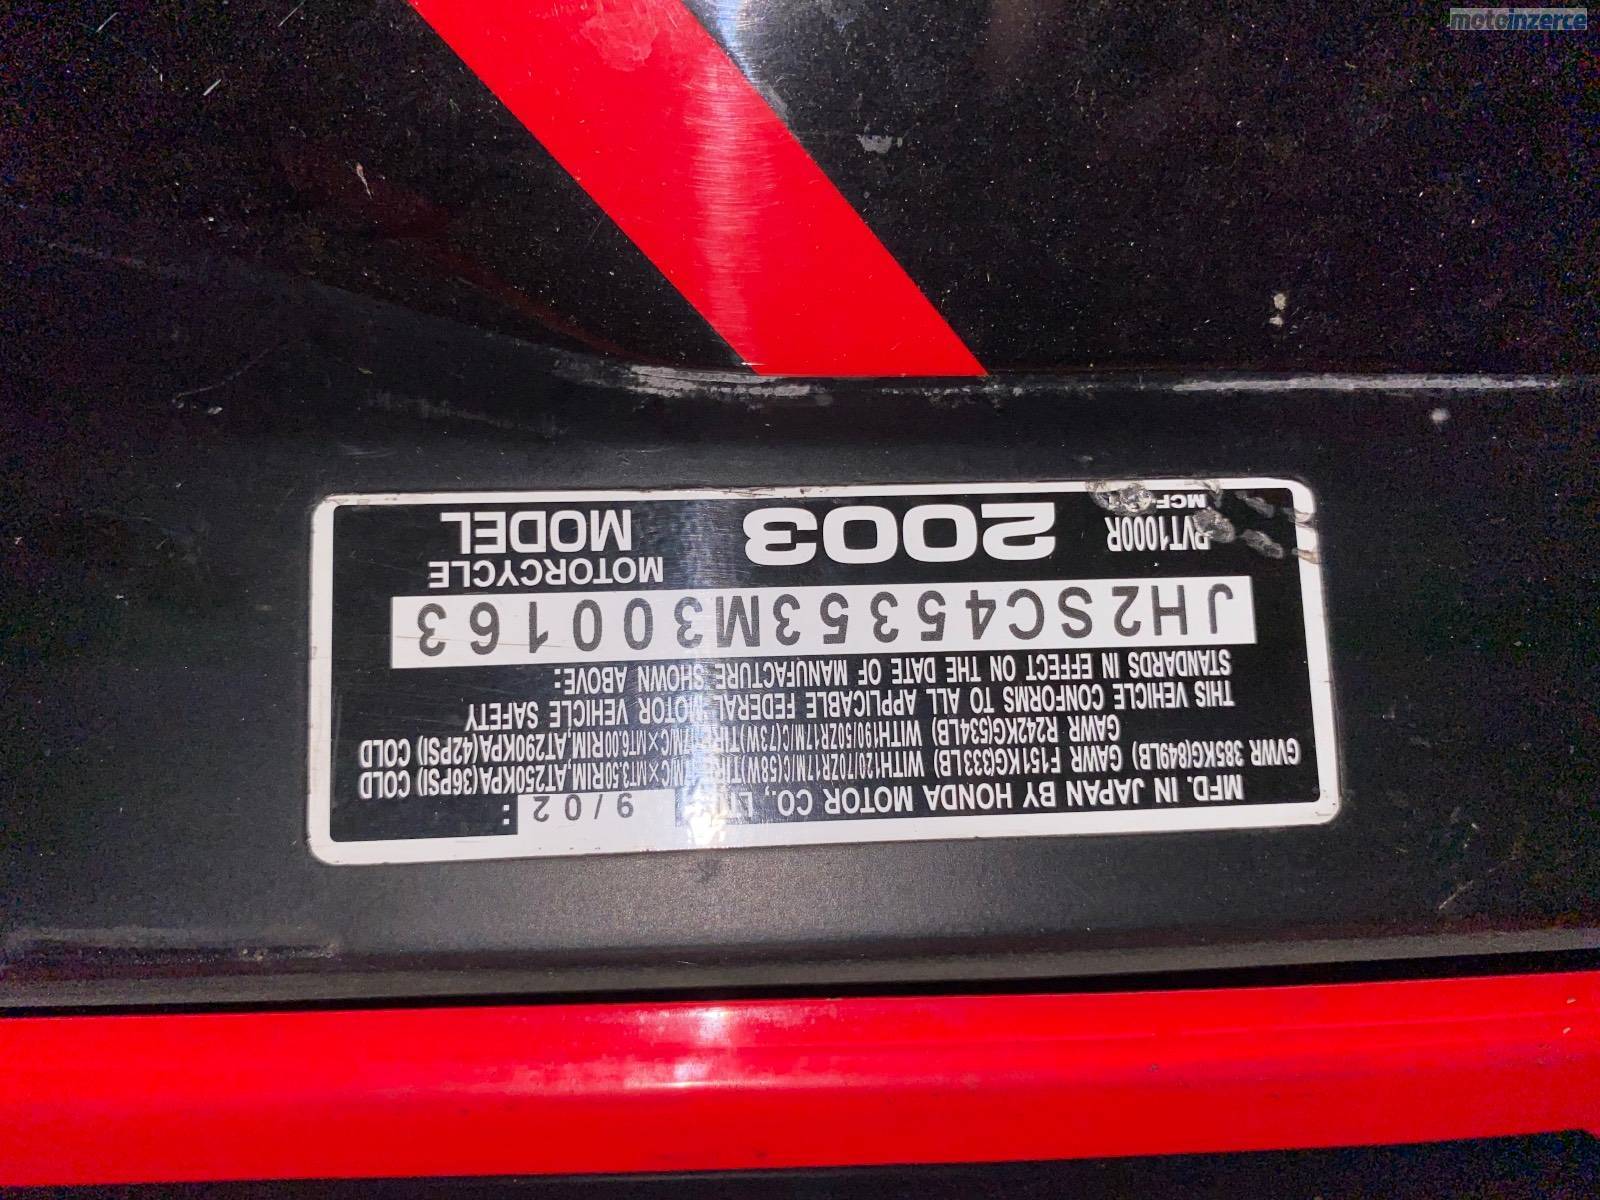 MFD. IN JAPAN BY HONDA MOTOR CO., 9/02 :
GVWR 385KG(849LB) GAWR F151KG(333LB) WITH120/70ZR17M/C(58W)TIRE 17M/C×MT3.50RIM,AT250KPA(36PSI) COLD
GAWR R242KG(534LB) WITH190/50ZR17M/C(73W)TIRE 17M/C×MT6.00RIM,AT290KPA(42PSI) COLD
THIS VEHICLE CONFORMS TO ALL APPLICABLE FEDERAL MOTOR VEHICLE SAFETY
STANDARDS IN EFFECT ON THE DATE OF MANUFACTURE SHOWN ABOVE:
JH2SC45353M300163
RVT1000R 2003 MOTORCYCLE
MODEL
motoinzerce